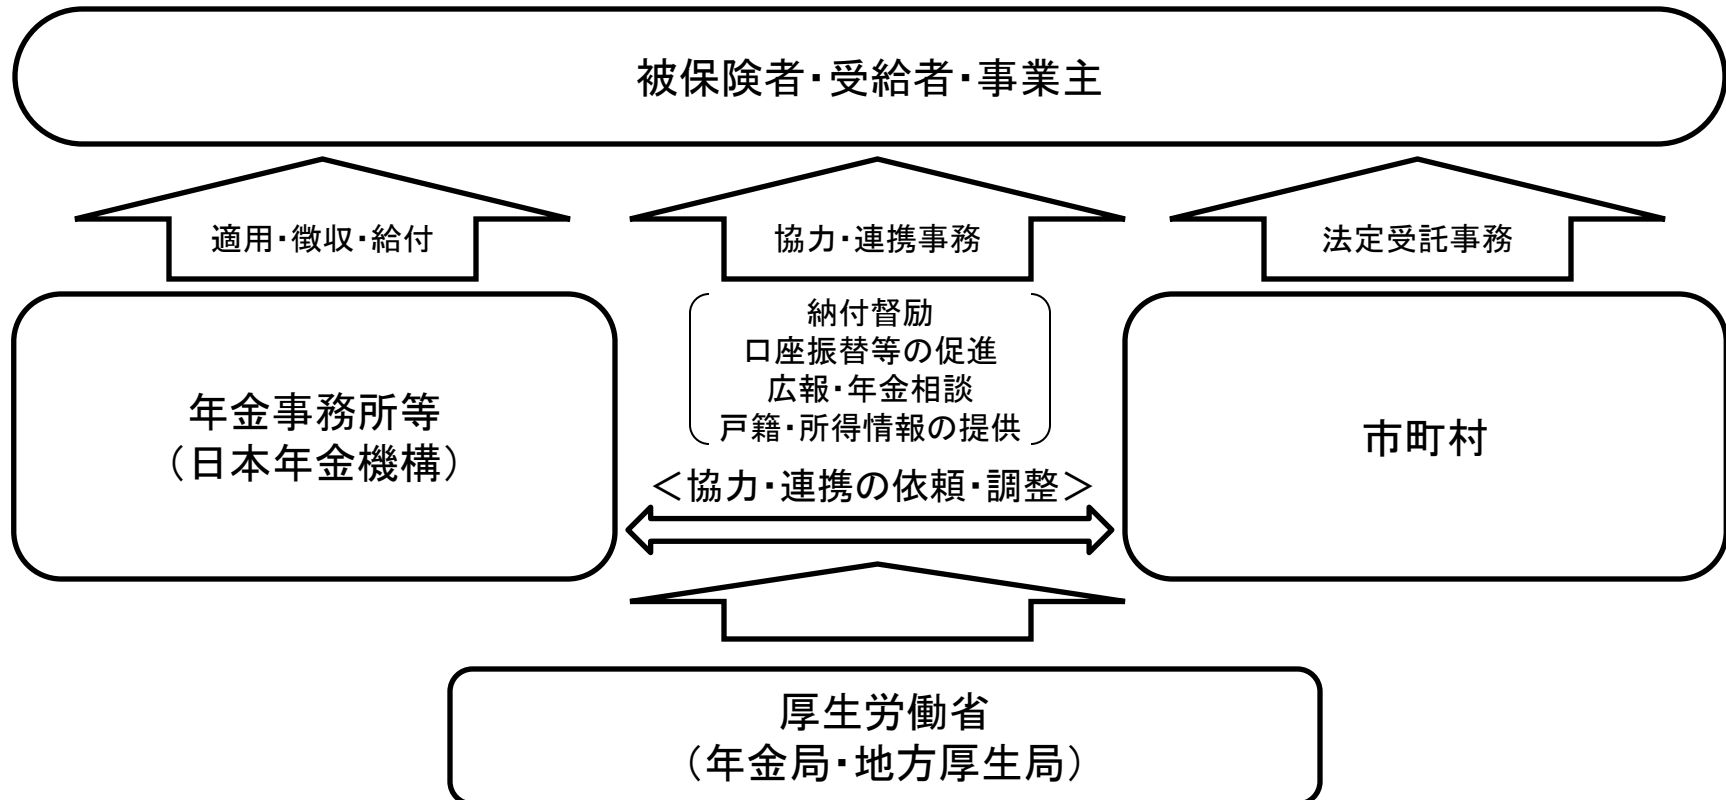 被保険者・受給者・事業主
適用・徴収・給付
協力・連携事務
法定受託事務
納付督励
口座振替等の促進
広報・年金相談
戸籍・所得情報の提供
年金事務所等
（日本年金機構）
市町村
＜協力・連携の依頼・調整＞
厚生労働省
（年金局・地方厚生局）